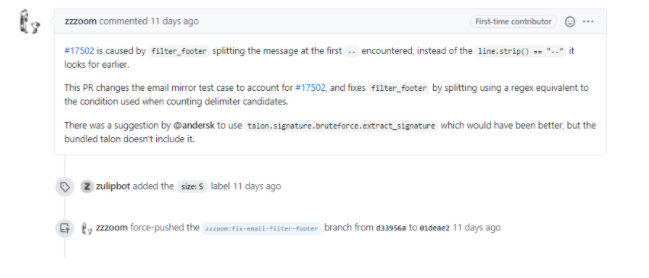 zzzoom commented 11 days ago
First-time contributor
#17502 is caused by filter_footer splitting the message at the first -- encountered, instead of the line.strip() == "--" it
looks for earlier.
This PR changes the email mirror test case to account for #17502, and fixes filter_footer by splitting using a regex equivalent to
the condition used when counting delimiter candidates.
There was a suggestion by @andersk to use talon.signature.bruteforce.extract_signature which would have been better, but the
bundled talon doesn't include it.
Z zulipbot added the size: S label 11 days ago
zzzoom force-pushed the zzzoom:fix-email-filter-footer branch from d33956a to 01deae2 11 days ago